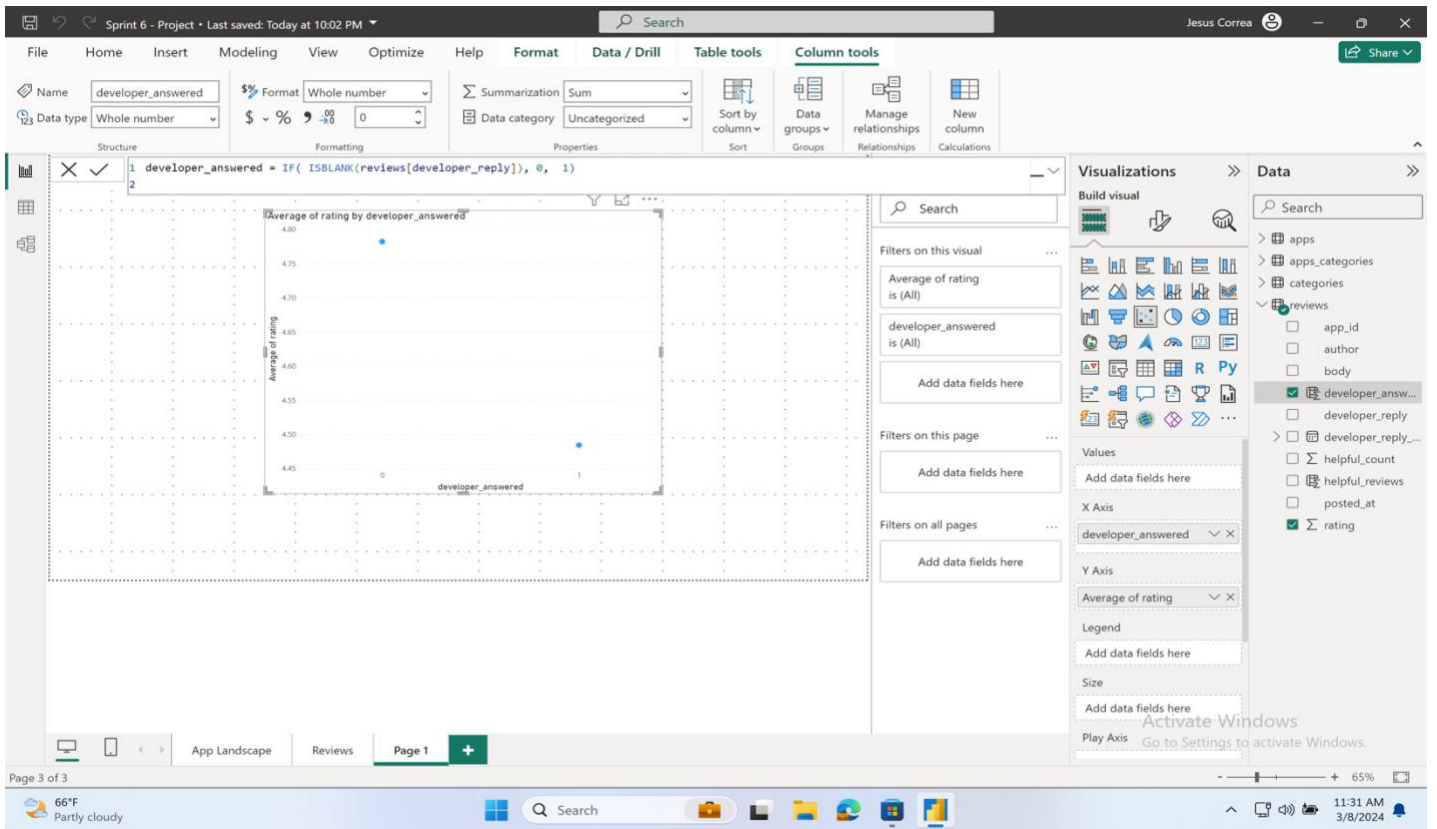 Sprint 6 - Project • Last saved: Today at 10:02 PM
Search
Jesus Correa
File Home Insert Modeling View Optimize Help Format Data / Drill Table tools Column tools
Share
Name developer_answered
Data type Whole number
Structure
Format Whole number
$ % 0
Formatting
Summarization Sum
Data category Uncategorized
Properties
Sort by
column
Sort
Data
groups
Groups
Manage
relationships
Relationships
New
column
Calculations
1 developer_answered = IF( ISBLANK(reviews[developer_reply]), 0, 1)
2
Average of rating by developer_answered
4.80
4.75
4.70
4.65
4.60
4.55
4.50
4.45
Average of rating
0 1
developer_answered
Search
Filters on this visual
Average of rating
is (All)
developer_answered
is (All)
Add data fields here
Filters on this page
Add data fields here
Filters on all pages
Add data fields here
Visualizations
Build visual
123
R Py
Values
Add data fields here
X Axis
developer_answered
Y Axis
Average of rating
Legend
Add data fields here
Size
Add data fields here
Play Axis
Data
Search
apps
apps_categories
categories
reviews
app_id
author
body
developer_answ...
developer_reply
developer_reply_...
helpful_count
helpful_reviews
posted_at
rating
Activate Windows
Go to Settings to activate Windows.
App Landscape Reviews Page 1 +
Page 3 of 3
- + 65%
66°F
Partly cloudy
Search
11:31 AM
3/8/2024